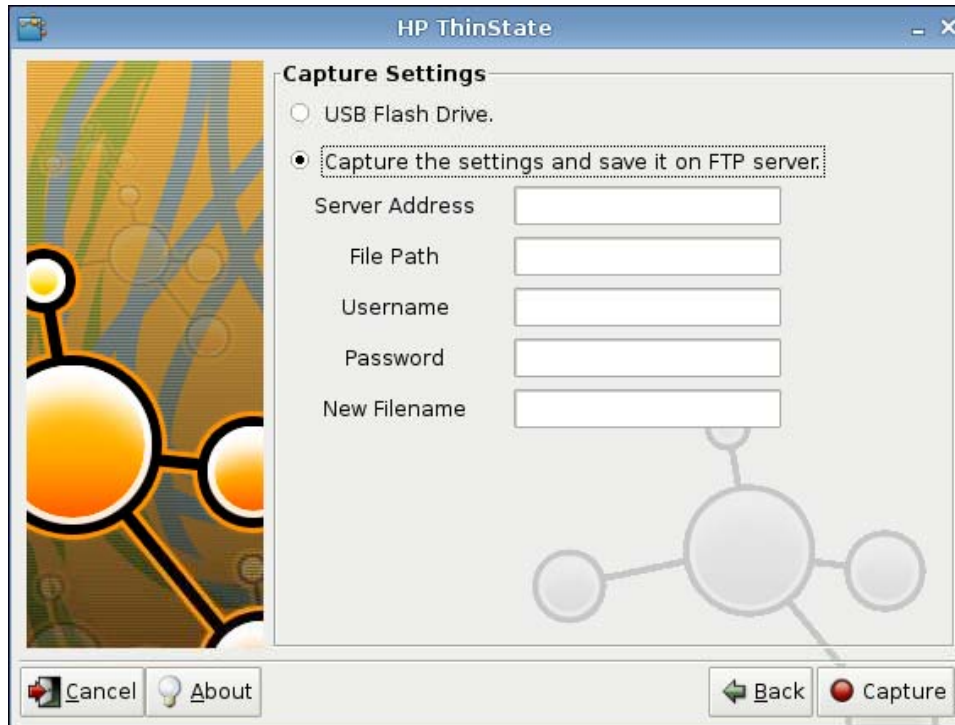 HP ThinState
Capture Settings
USB Flash Drive.
Capture the settings and save it on FTP server.
Server Address
File Path
Username
Password
New Filename
Cancel About Back Capture